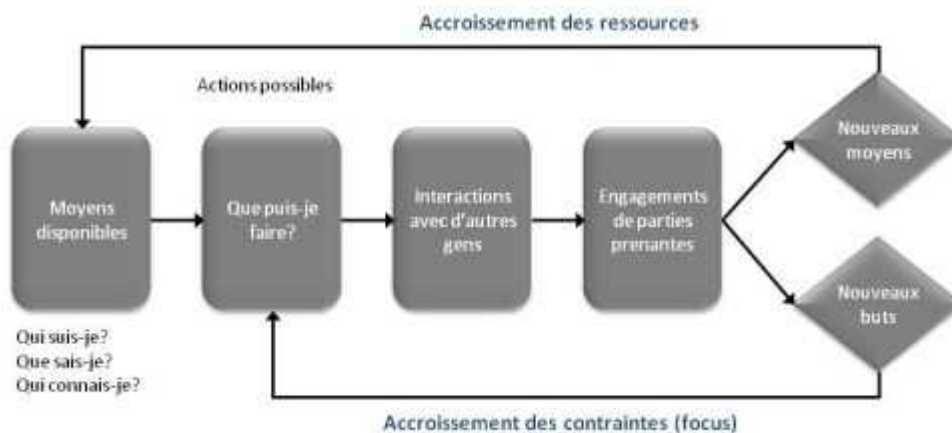 Accroissement des ressources
Actions possibles
Moyens
disponibles
Que puis-je
faire?
Interactions
avec d'autres
gens
Engagements
de parties
prenantes
Nouveaux
moyens
Nouveaux
buts
Qui suis-je?
Que sais-je?
Qui connais-je?
Accroissement des contraintes (focus)